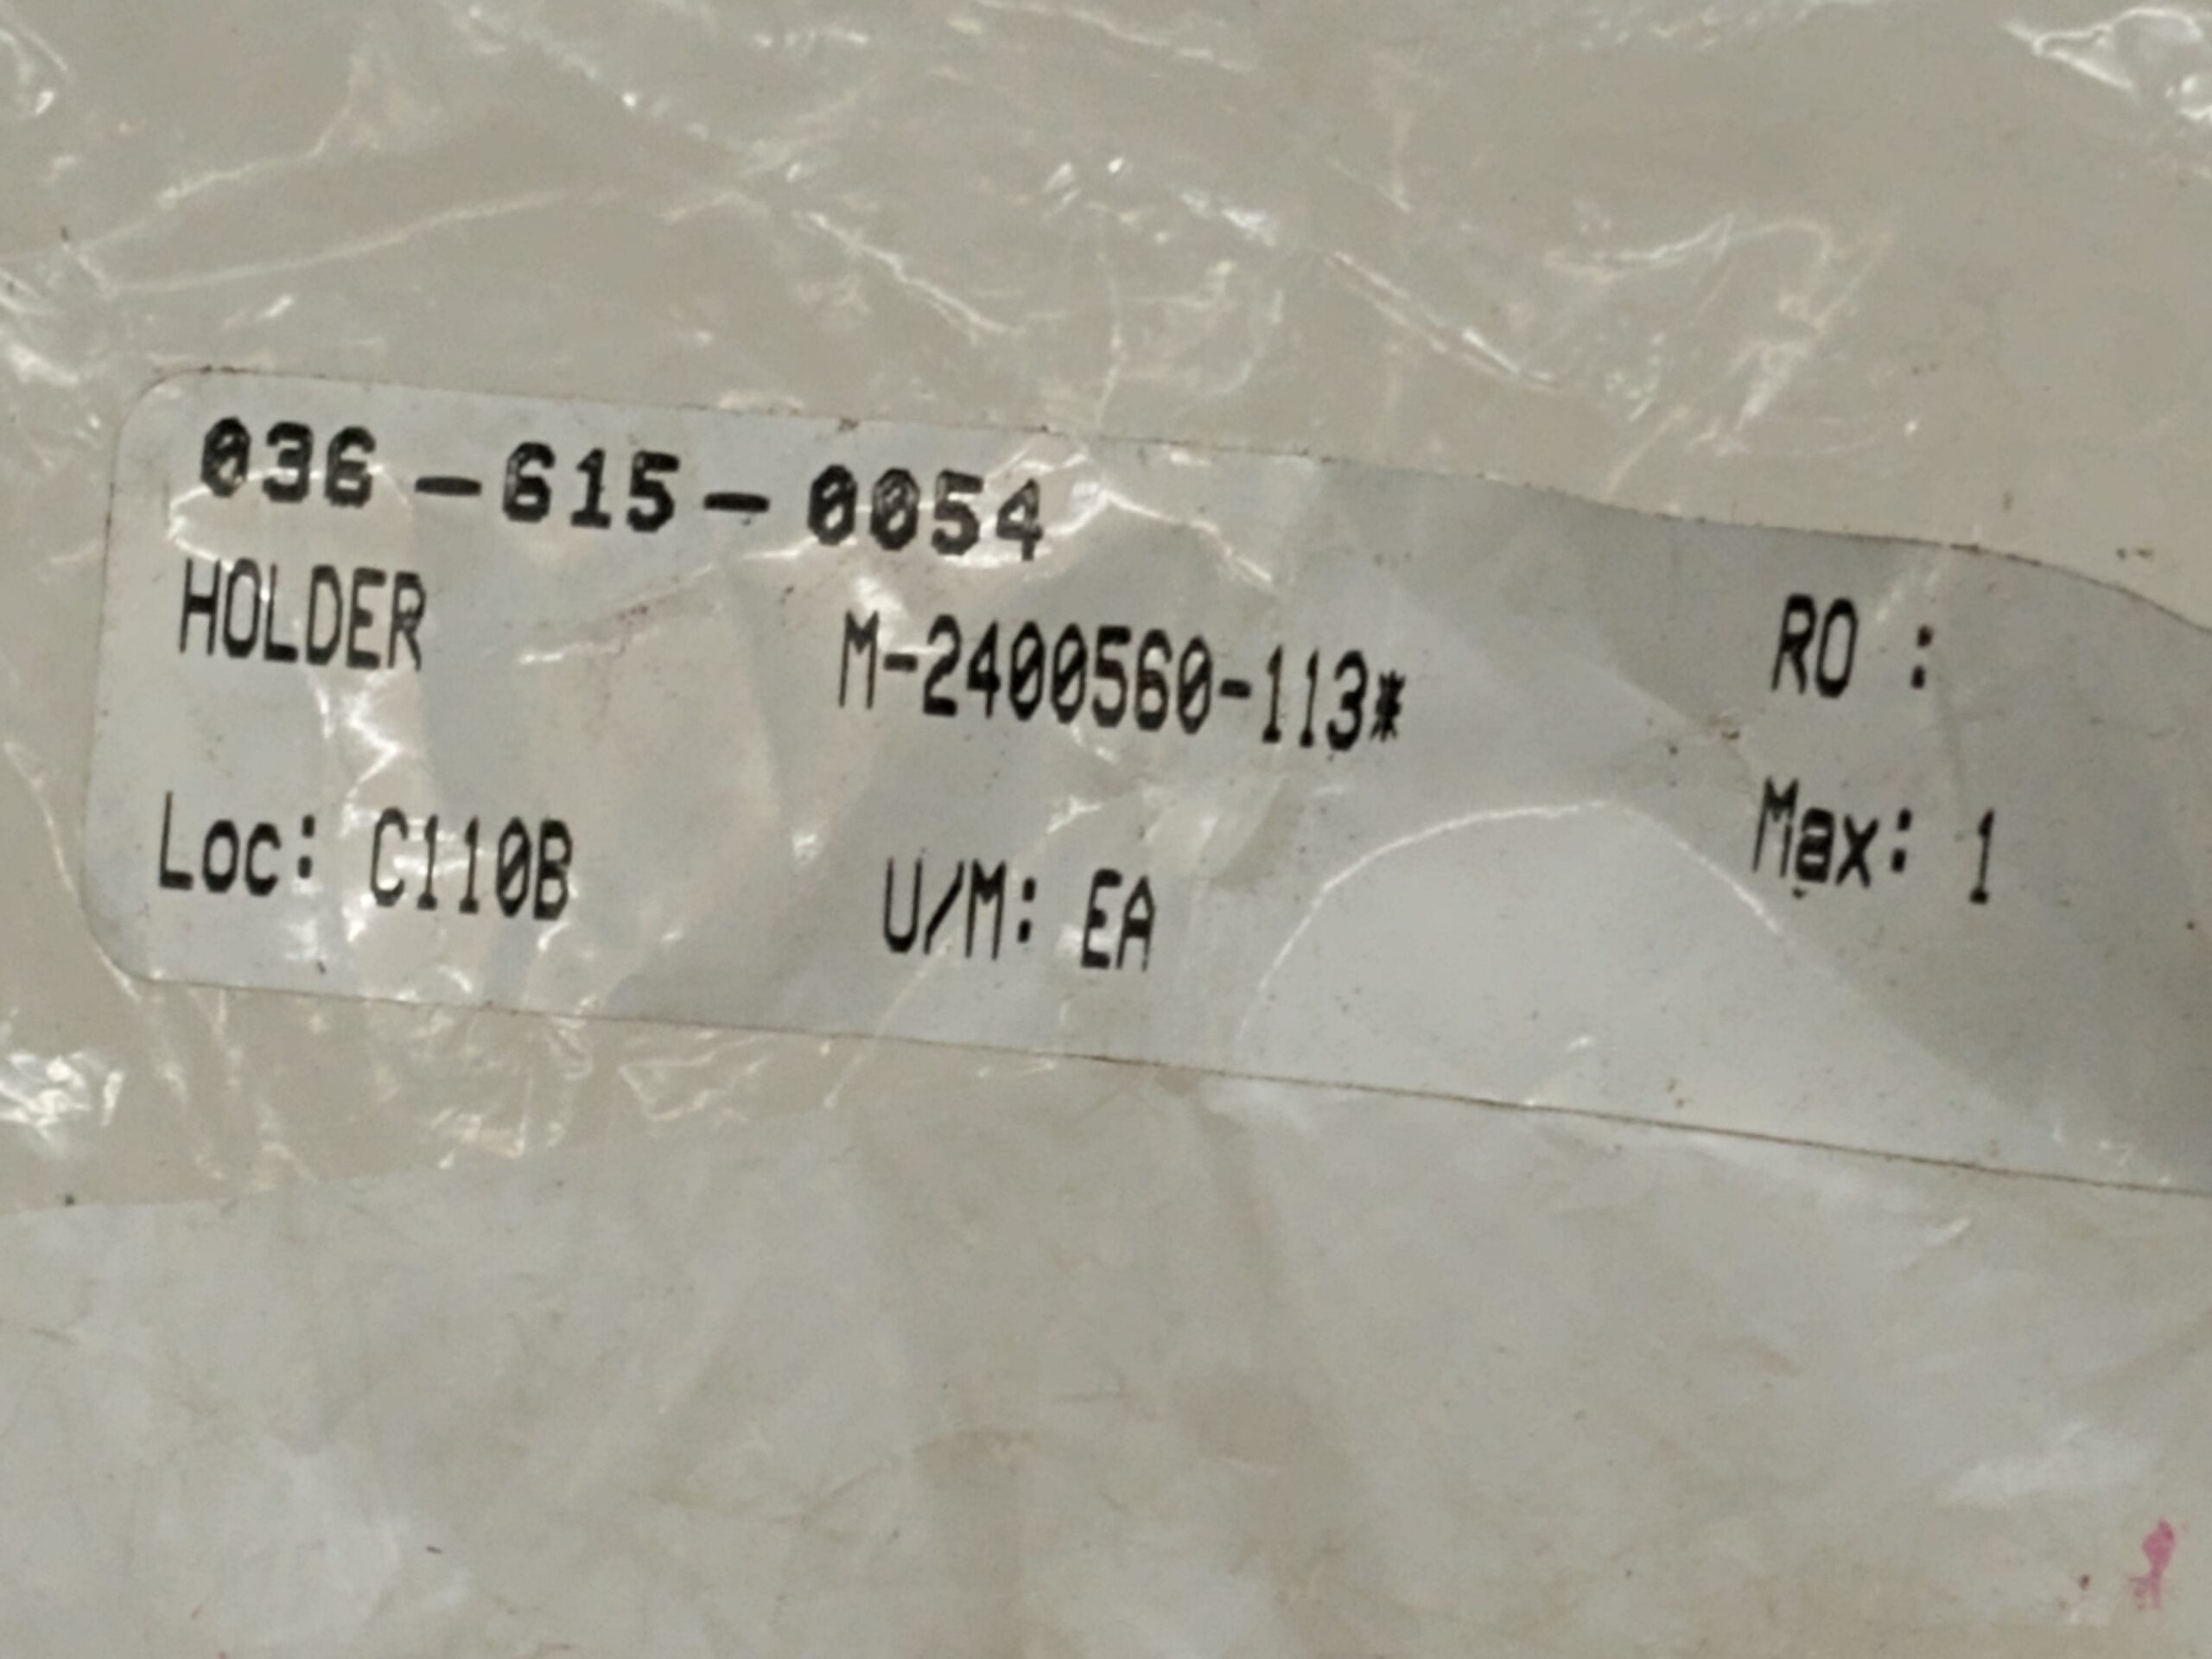 036-615-0054
HOLDER M-2400560-113* RO :
Loc: C110B U/M: EA Max: 1